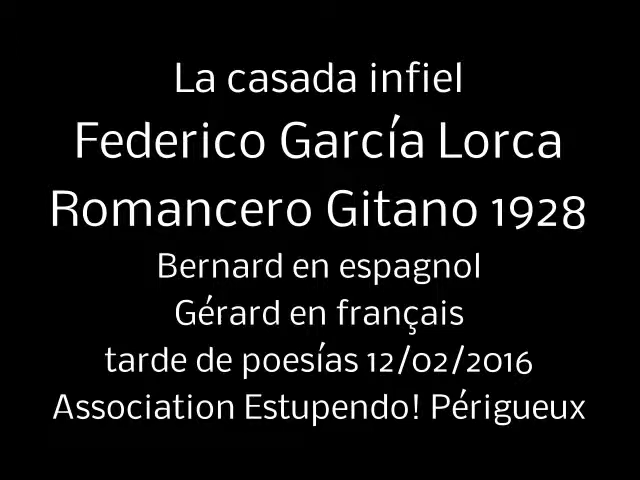 La casada infiel
Federico García Lorca
Romancero Gitano 1928
Bernard en espagnol
Gérard en français
tarde de poesías 12/02/2016
Association Estupendo! Périgueux